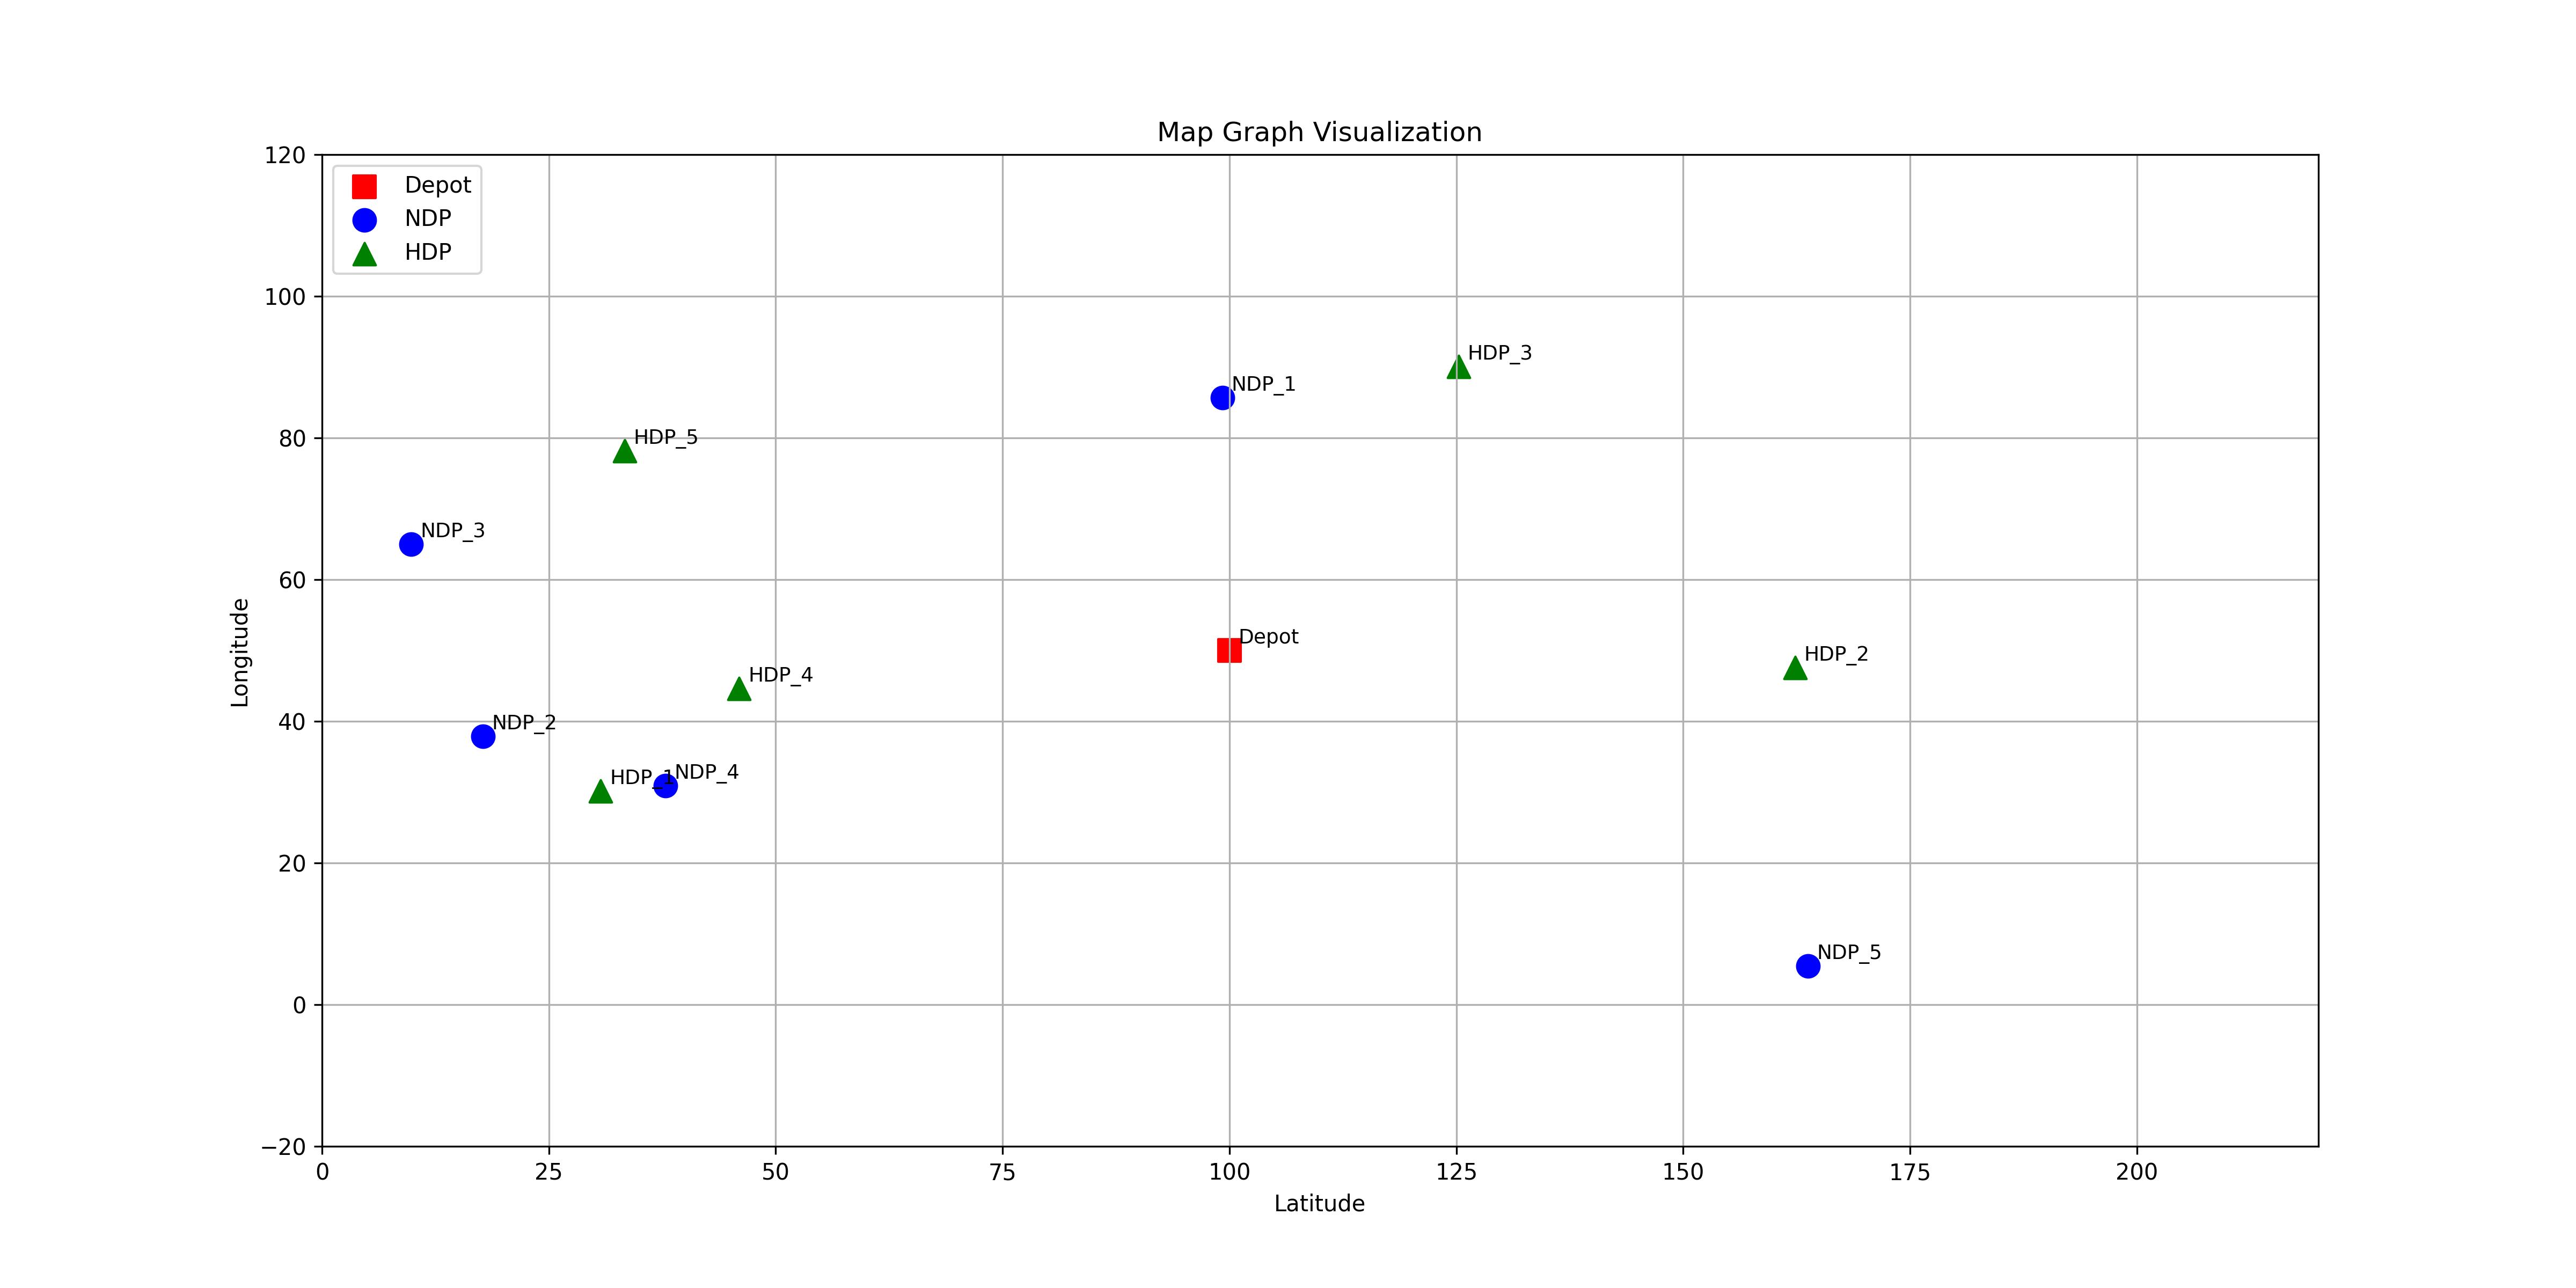 Map Graph Visualization
120
100
80
60
40
20
0
−20
Longitude
Depot
NDP
HDP
HDP_3
NDP_1
HDP_5
NDP_3
Depot
HDP_2
HDP_4
NDP_2
HDP_1
NDP_4
NDP_5
0 25 50 75 100 125 150 175 200
Latitude